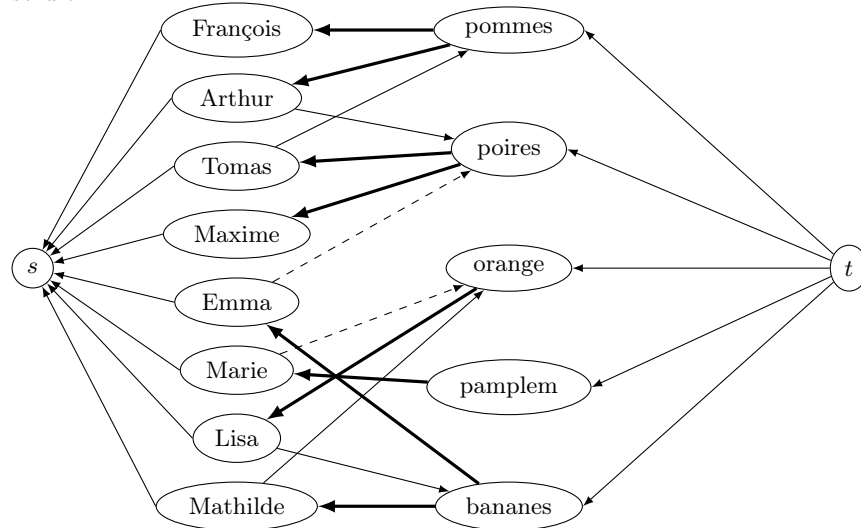 François
pommes
Arthur
poires
Tomas
Maxime
s
orange
t
Emma
Marie
pamplem
Lisa
Mathilde
bananes